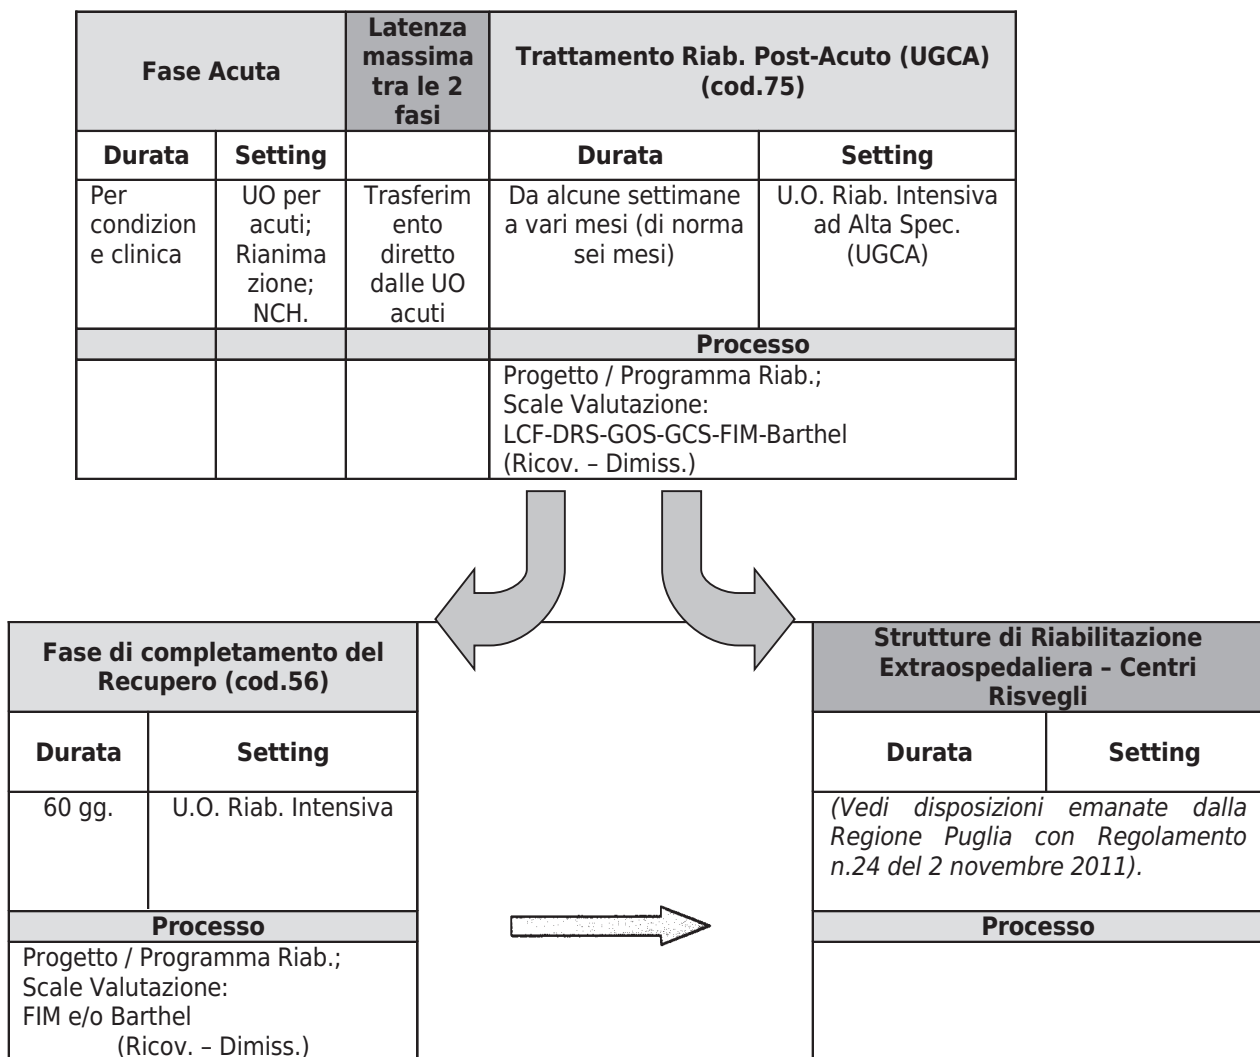 Fase Acuta
Latenza
massima
tra le 2
fasi
Trattamento Riab. Post-Acuto (UGCA)
(cod.75)
Durata
Setting
Durata
Setting
Per
condizion
e clinica
UO per
acuti;
Rianima
zione;
NCH.
Trasferim
ento
diretto
dalle UO
acuti
Da alcune settimane
a vari mesi (di norma
sei mesi)
U.O. Riab. Intensiva
ad Alta Spec.
(UGCA)
Processo
Progetto / Programma Riab.;
Scale Valutazione:
LCF-DRS-GOS-GCS-FIM-Barthel
(Ricov. – Dimiss.)
Fase di completamento del
Recupero (cod.56)
Durata
Setting
60 gg.
U.O. Riab. Intensiva
Processo
Progetto / Programma Riab.;
Scale Valutazione:
FIM e/o Barthel
(Ricov. – Dimiss.)
Strutture di Riabilitazione
Extraospedaliera – Centri
Risvegli
Durata
Setting
(Vedi disposizioni emanate dalla
Regione Puglia con Regolamento
n.24 del 2 novembre 2011).
Processo